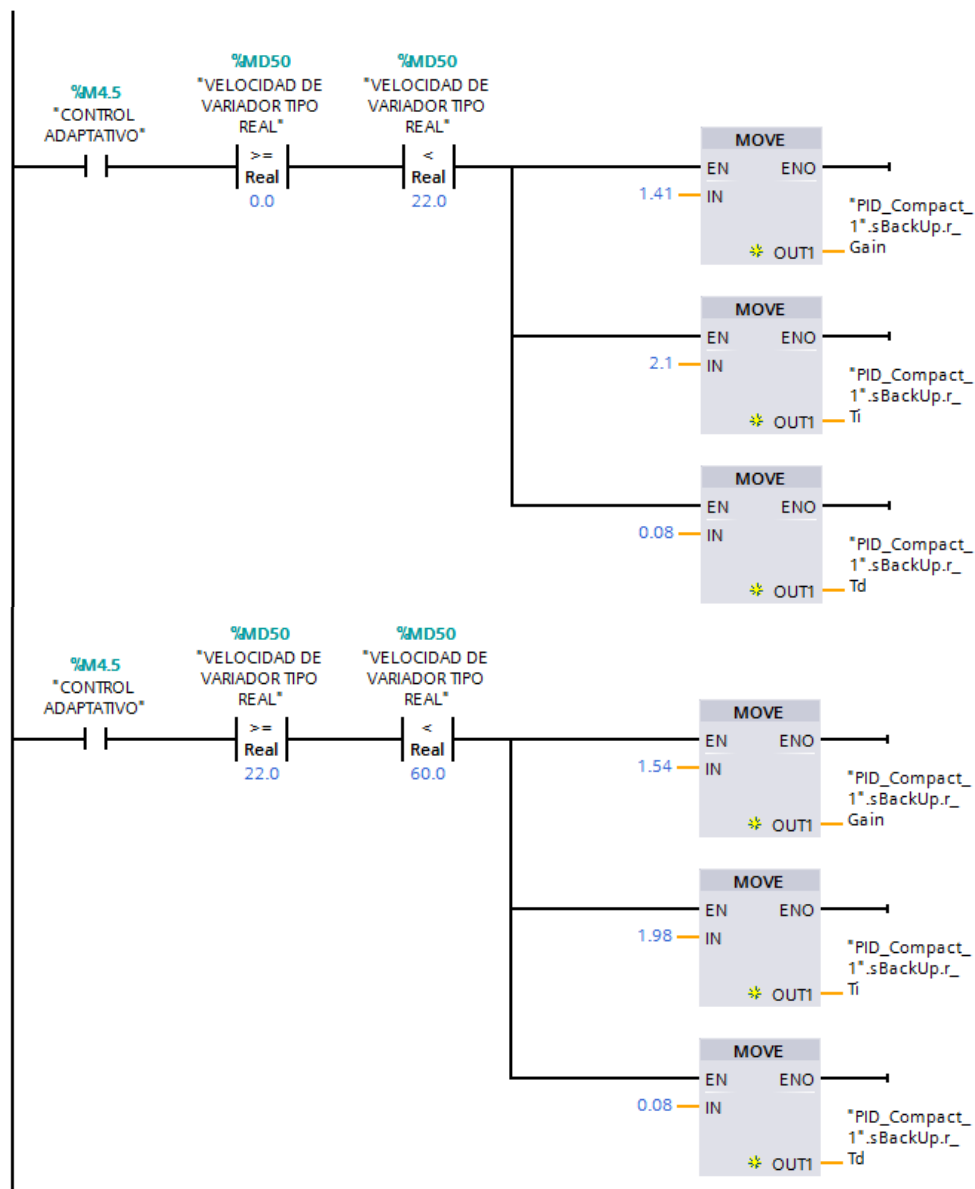 %M4.5
"CONTROL
ADAPTATIVO"
%MD50
"VELOCIDAD DE
VARIADOR TIPO
REAL"
>=
Real
0.0
%MD50
"VELOCIDAD DE
VARIADOR TIPO
REAL"
<
Real
22.0
MOVE
EN ENO
1.41 IN
OUT1
"PID_Compact_
1".sBackUp.r_
Gain
MOVE
EN ENO
2.1 IN
OUT1
"PID_Compact_
1".sBackUp.r_
Ti
MOVE
EN ENO
0.08 IN
OUT1
"PID_Compact_
1".sBackUp.r_
Td
%M4.5
"CONTROL
ADAPTATIVO"
%MD50
"VELOCIDAD DE
VARIADOR TIPO
REAL"
>=
Real
22.0
%MD50
"VELOCIDAD DE
VARIADOR TIPO
REAL"
<
Real
60.0
MOVE
EN ENO
1.54 IN
OUT1
"PID_Compact_
1".sBackUp.r_
Gain
MOVE
EN ENO
1.98 IN
OUT1
"PID_Compact_
1".sBackUp.r_
Ti
MOVE
EN ENO
0.08 IN
OUT1
"PID_Compact_
1".sBackUp.r_
Td